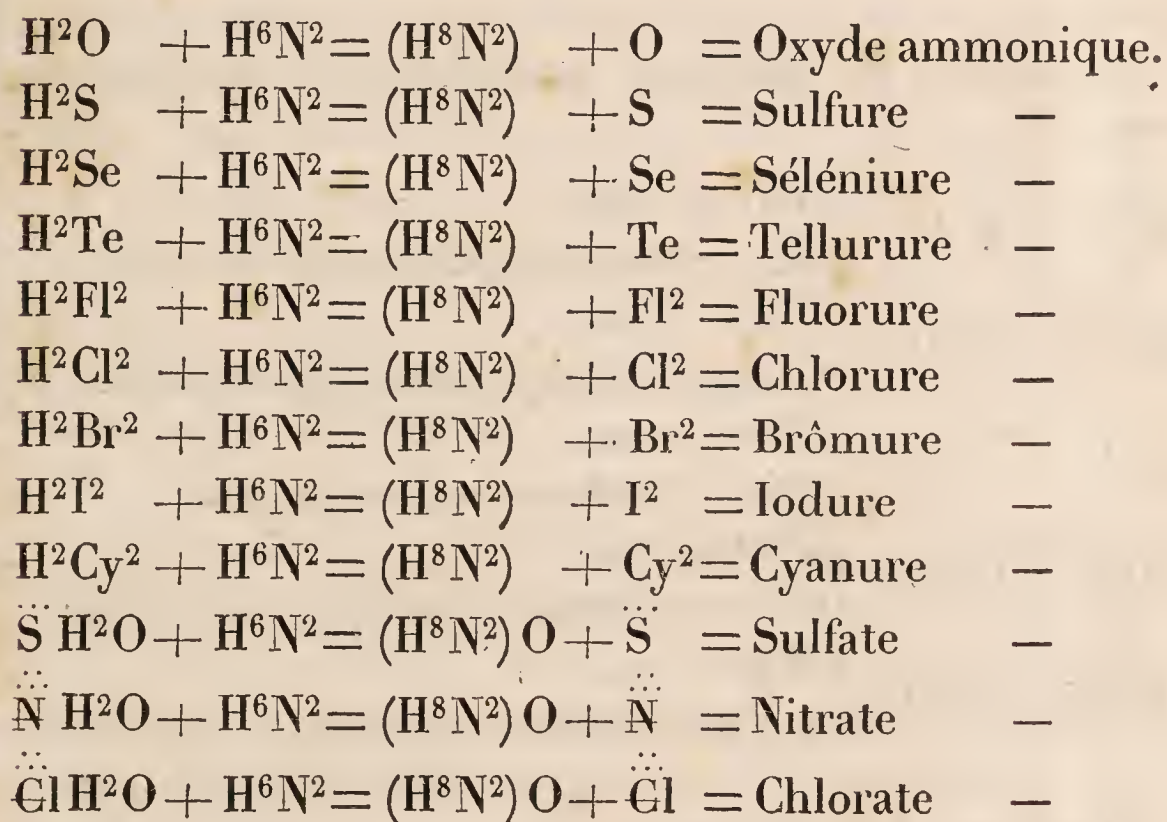 H²O + H⁶N² = (H⁸N²) + O = Oxyde ammonique.
H²S + H⁶N² = (H⁸N²) + S = Sulfure —
H²Se + H⁶N² = (H⁸N²) + Se = Séléniure —
H²Te + H⁶N² = (H⁸N²) + Te = Tellurure —
H²Fl² + H⁶N² = (H⁸N²) + Fl² = Fluorure —
H²Cl² + H⁶N² = (H⁸N²) + Cl² = Chlorure —
H²Br² + H⁶N² = (H⁸N²) + Br² = Brômure —
H²I² + H⁶N² = (H⁸N²) + I² = Iodure —
H²Cy² + H⁶N² = (H⁸N²) + Cy² = Cyanure —
S⃛ H²O + H⁶N² = (H⁸N²) O + S⃛ = Sulfate —
N̶̈⃛ H²O + H⁶N² = (H⁸N²) O + N̶̈⃛ = Nitrate —
C̶̈⃛l H²O + H⁶N² = (H⁸N²) O + C̶̈⃛l = Chlorate —